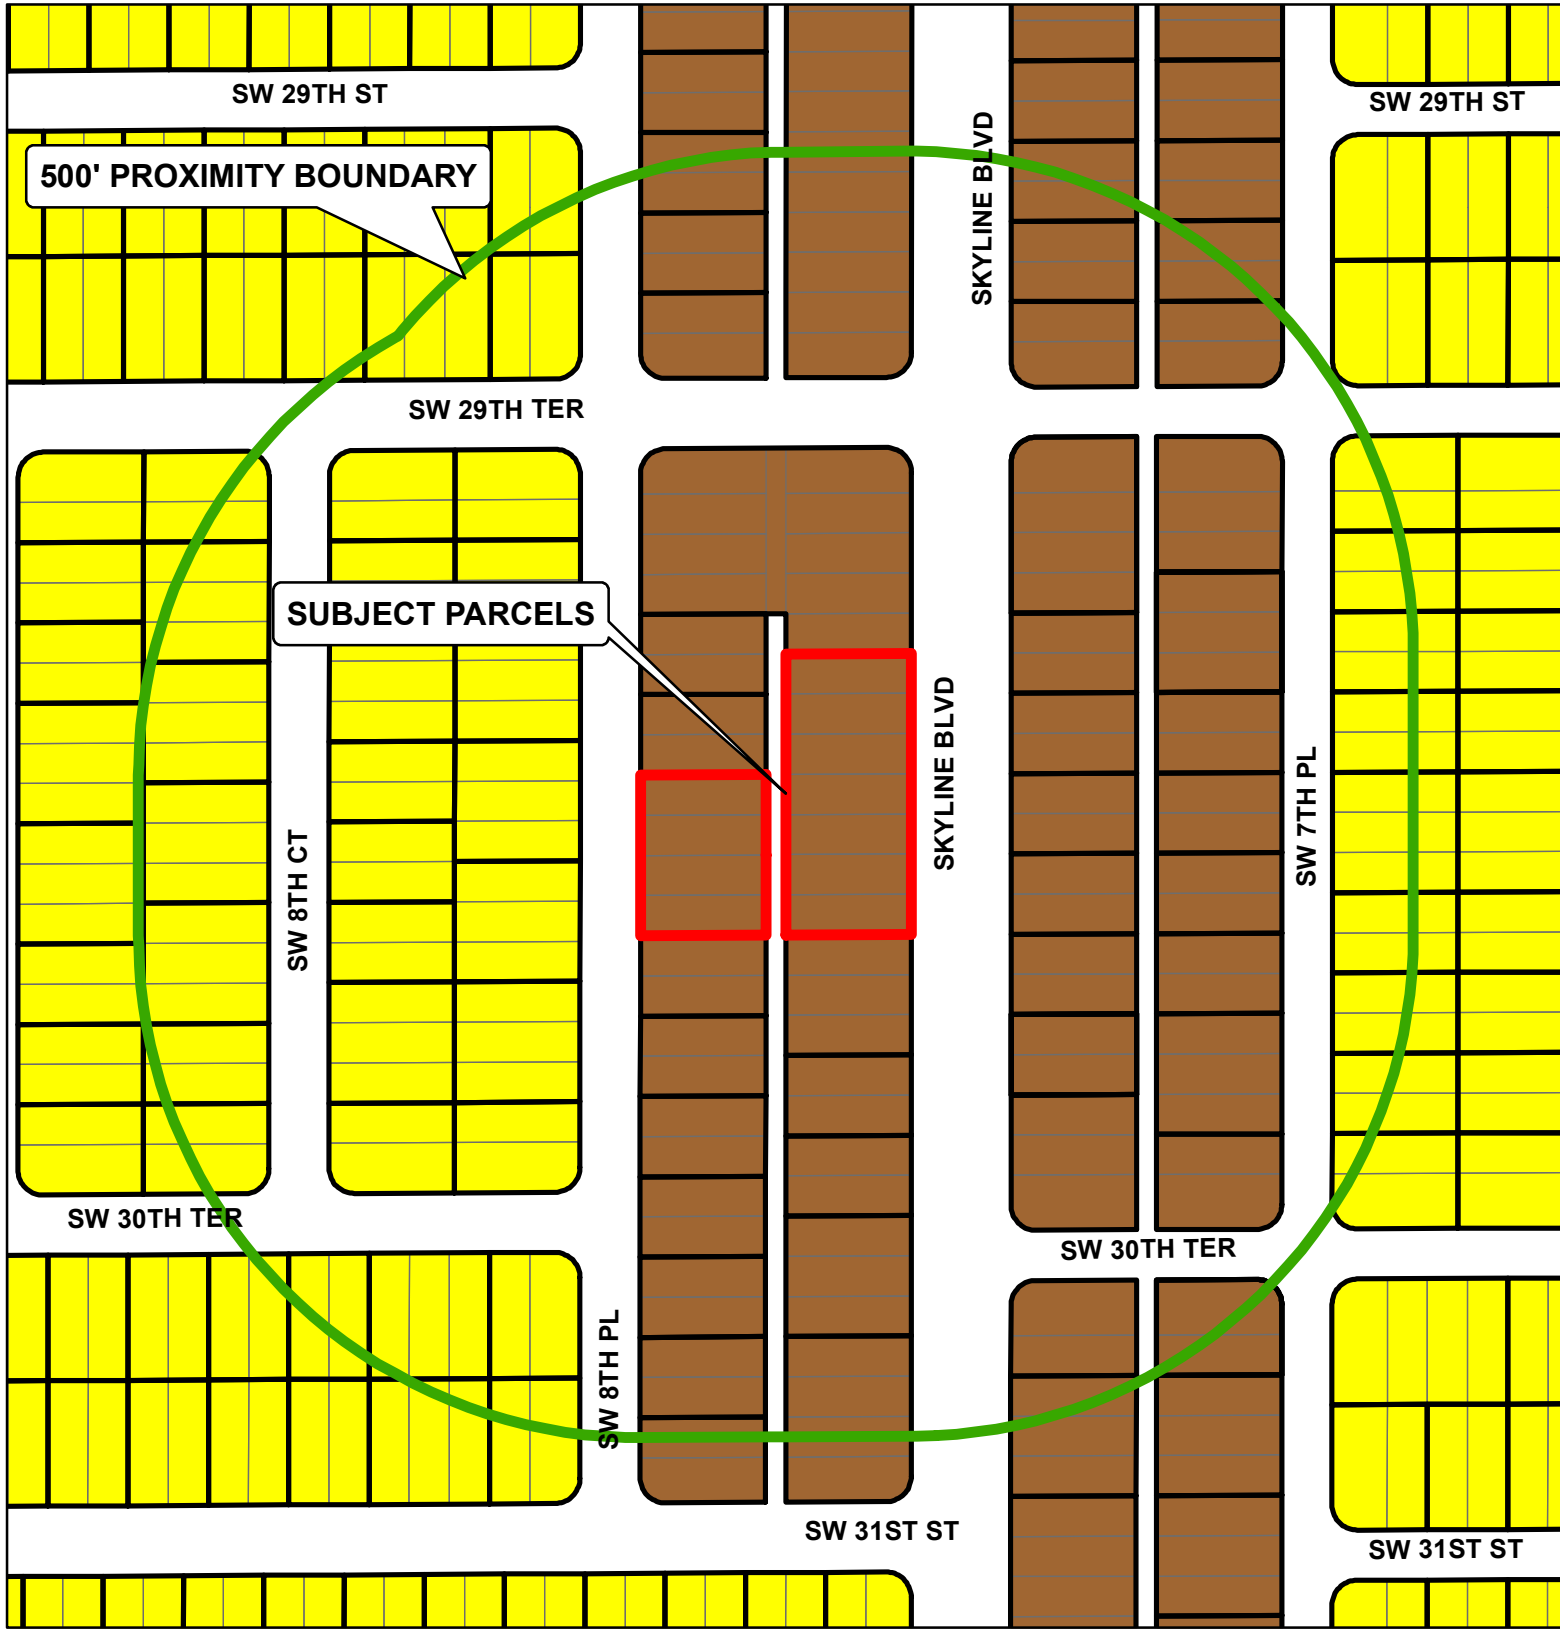 SW 29TH ST
SW 29TH ST
SKYLINE BLVD
500' PROXIMITY BOUNDARY
SW 29TH TER
SUBJECT PARCELS
SKYLINE BLVD
SW 7TH PL
SW 8TH CT
SW 30TH TER
SW 30TH TER
SW 8TH PL
SW 31ST ST
SW 31ST ST